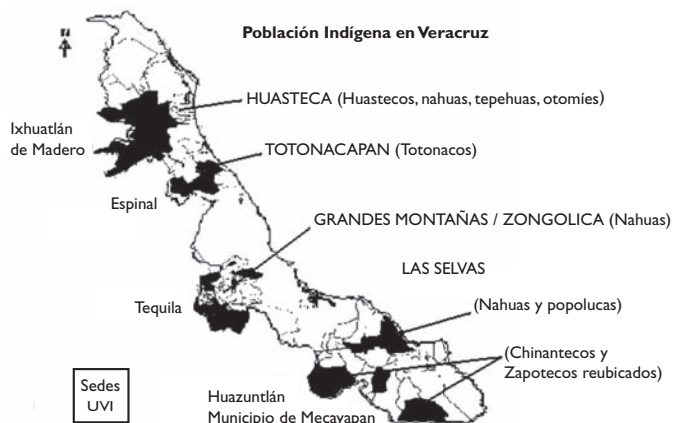 Población Indígena en Veracruz
N
HUASTECA (Huastecos, nahuas, tepehuas, otomíes)
Ixhuatlán
de Madero
TOTONACAPAN (Totonacos)
Espinal
GRANDES MONTAÑAS / ZONGOLICA (Nahuas)
LAS SELVAS
Tequila
(Nahuas y popolucas)
(Chinantecos y
Zapotecos reubicados)
Sedes
UVI
Huazuntlán
Municipio de Mecayapan